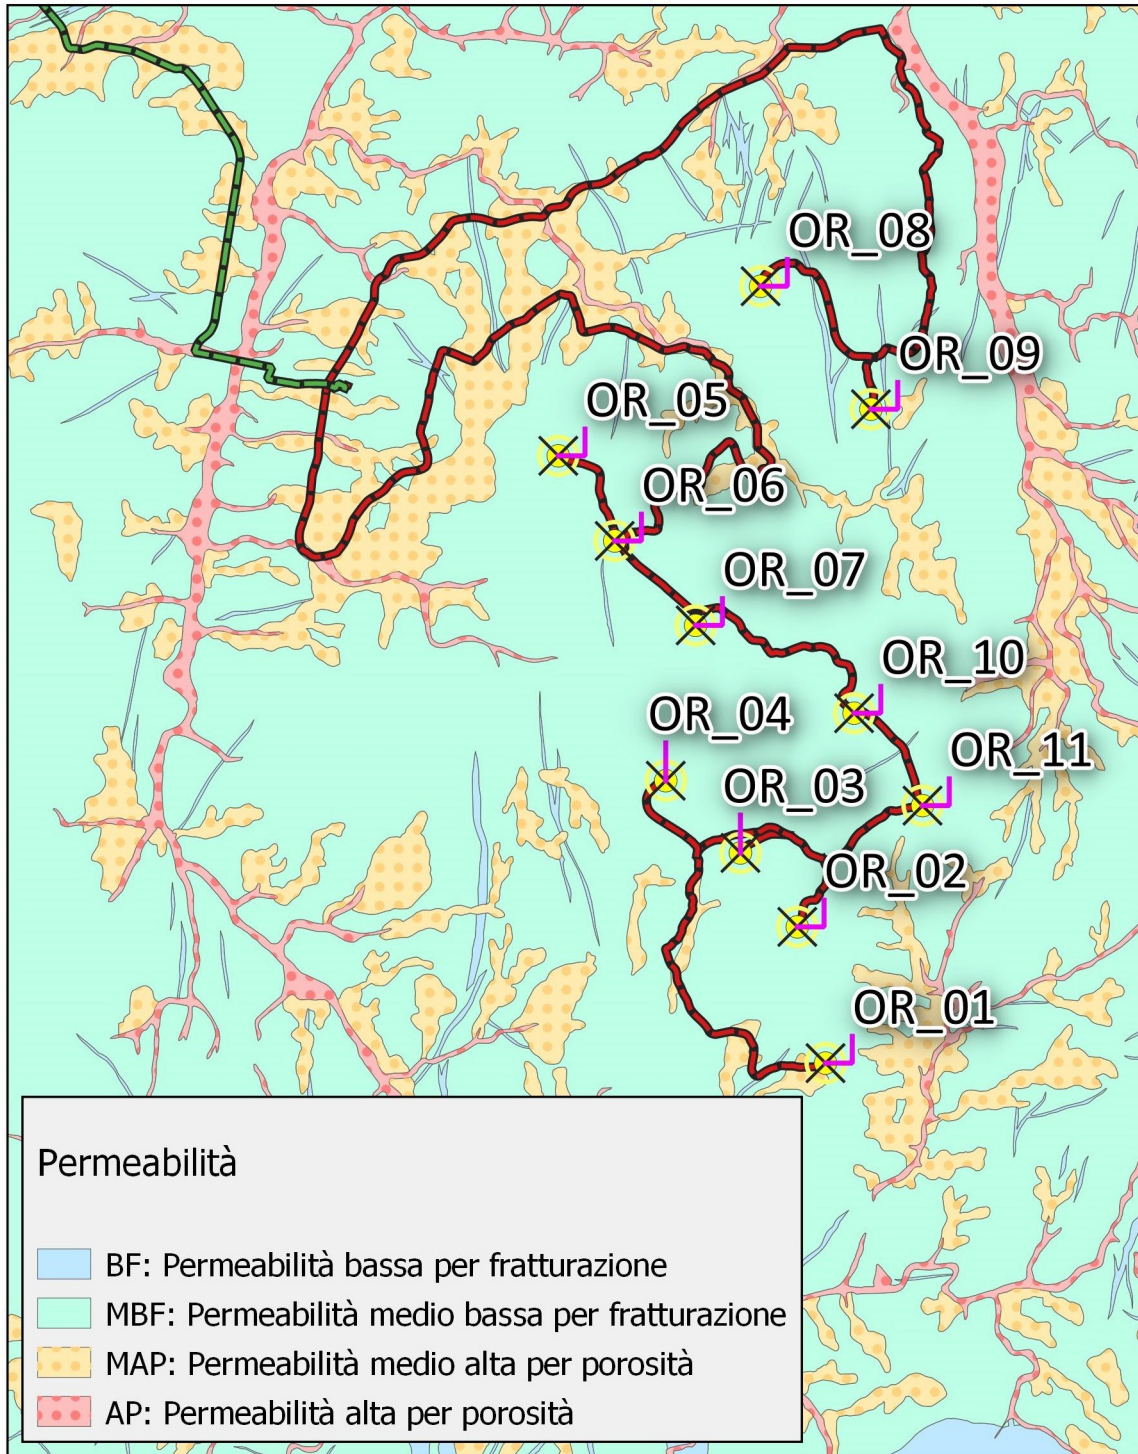 OR_08
OR_09
OR_05
OR_06
OR_07
OR_10
OR_04
OR_11
OR_03
OR_02
OR_01
Permeabilità
BF: Permeabilità bassa per fratturazione
MBF: Permeabilità medio bassa per fratturazione
MAP: Permeabilità medio alta per porosità
AP: Permeabilità alta per porosità